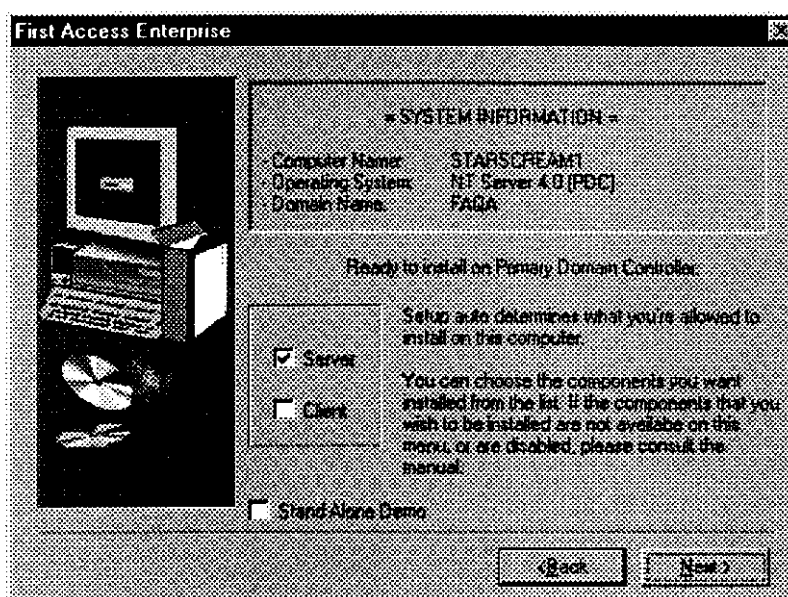 First Access Enterprise
= SYSTEM INFORMATION =
- Computer Name: STARSCREAM1
- Operating System: NT Server 4.0 [PDC]
- Domain Name: FAQA
Ready to install on Primary Domain Controller.
Setup auto determines what you're allowed to
install on this computer.
Server
You can choose the components you want
Client
installed from the list. If the components that you
wish to be installed are not availabe on this
menu, or are disabled, please consult the
manual.
Stand Alone Demo
<Back
Next >